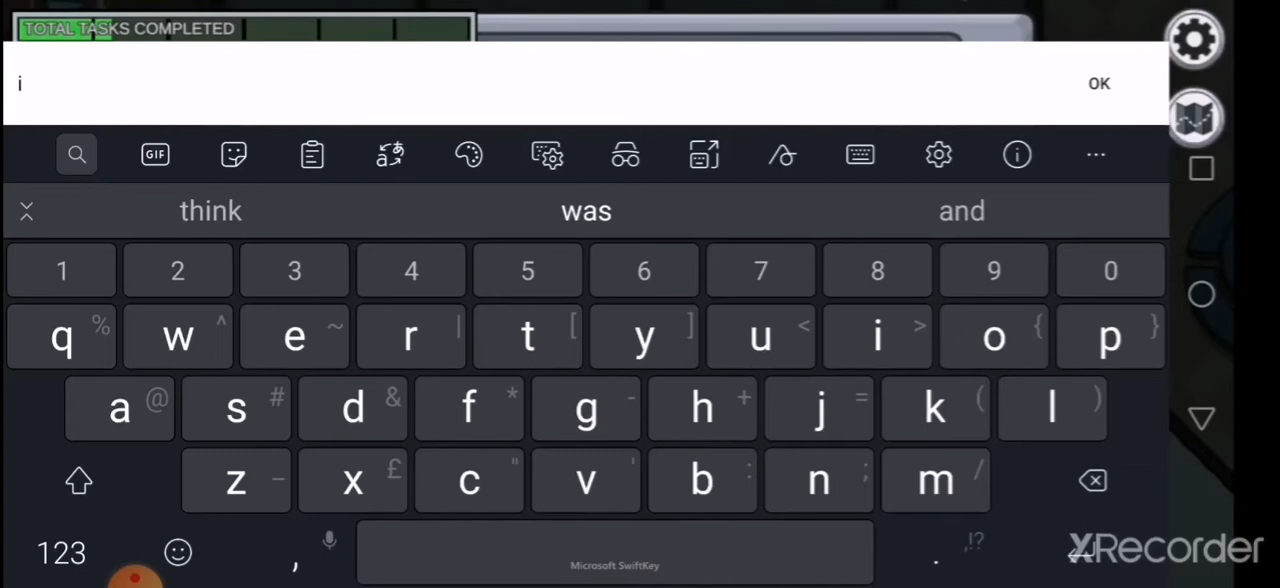 TOTAL TASKS COMPLETED
i OK
GIF
think was and
1 2 3 4 5 6 7 8 9 0
q % w ^ e ~ r | t [ y ] u < i > o { p }
a @ s # d & f * g - h + j = k ( l )
z _ x £ c " v ' b : n ; m /
123 , Microsoft SwiftKey . ,!?
XRecorder